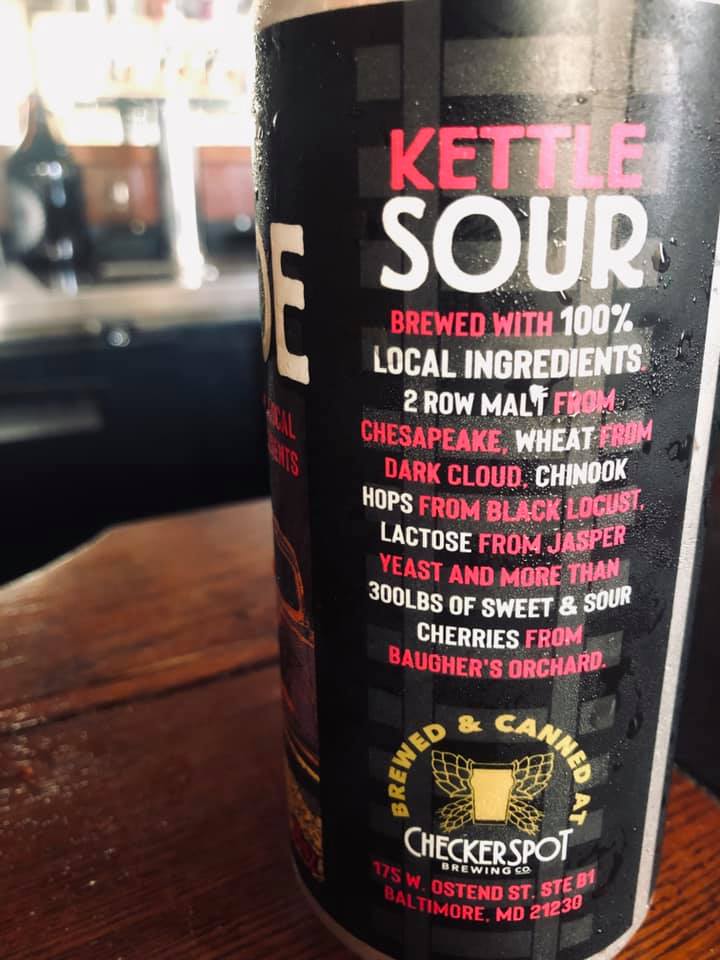 KETTLE
SOUR
BREWED WITH 100%
LOCAL INGREDIENTS.
2 ROW MALT FROM
CHESAPEAKE, WHEAT FROM
DARK CLOUD, CHINOOK
HOPS FROM BLACK LOCUST,
LACTOSE FROM JASPER
YEAST AND MORE THAN
300LBS OF SWEET & SOUR
CHERRIES FROM
BAUGHER'S ORCHARD.
BREWED & CANNED AT
CHECKERSPOT
BREWING CO.
175 W. OSTEND ST, STE B1
BALTIMORE, MD 21230